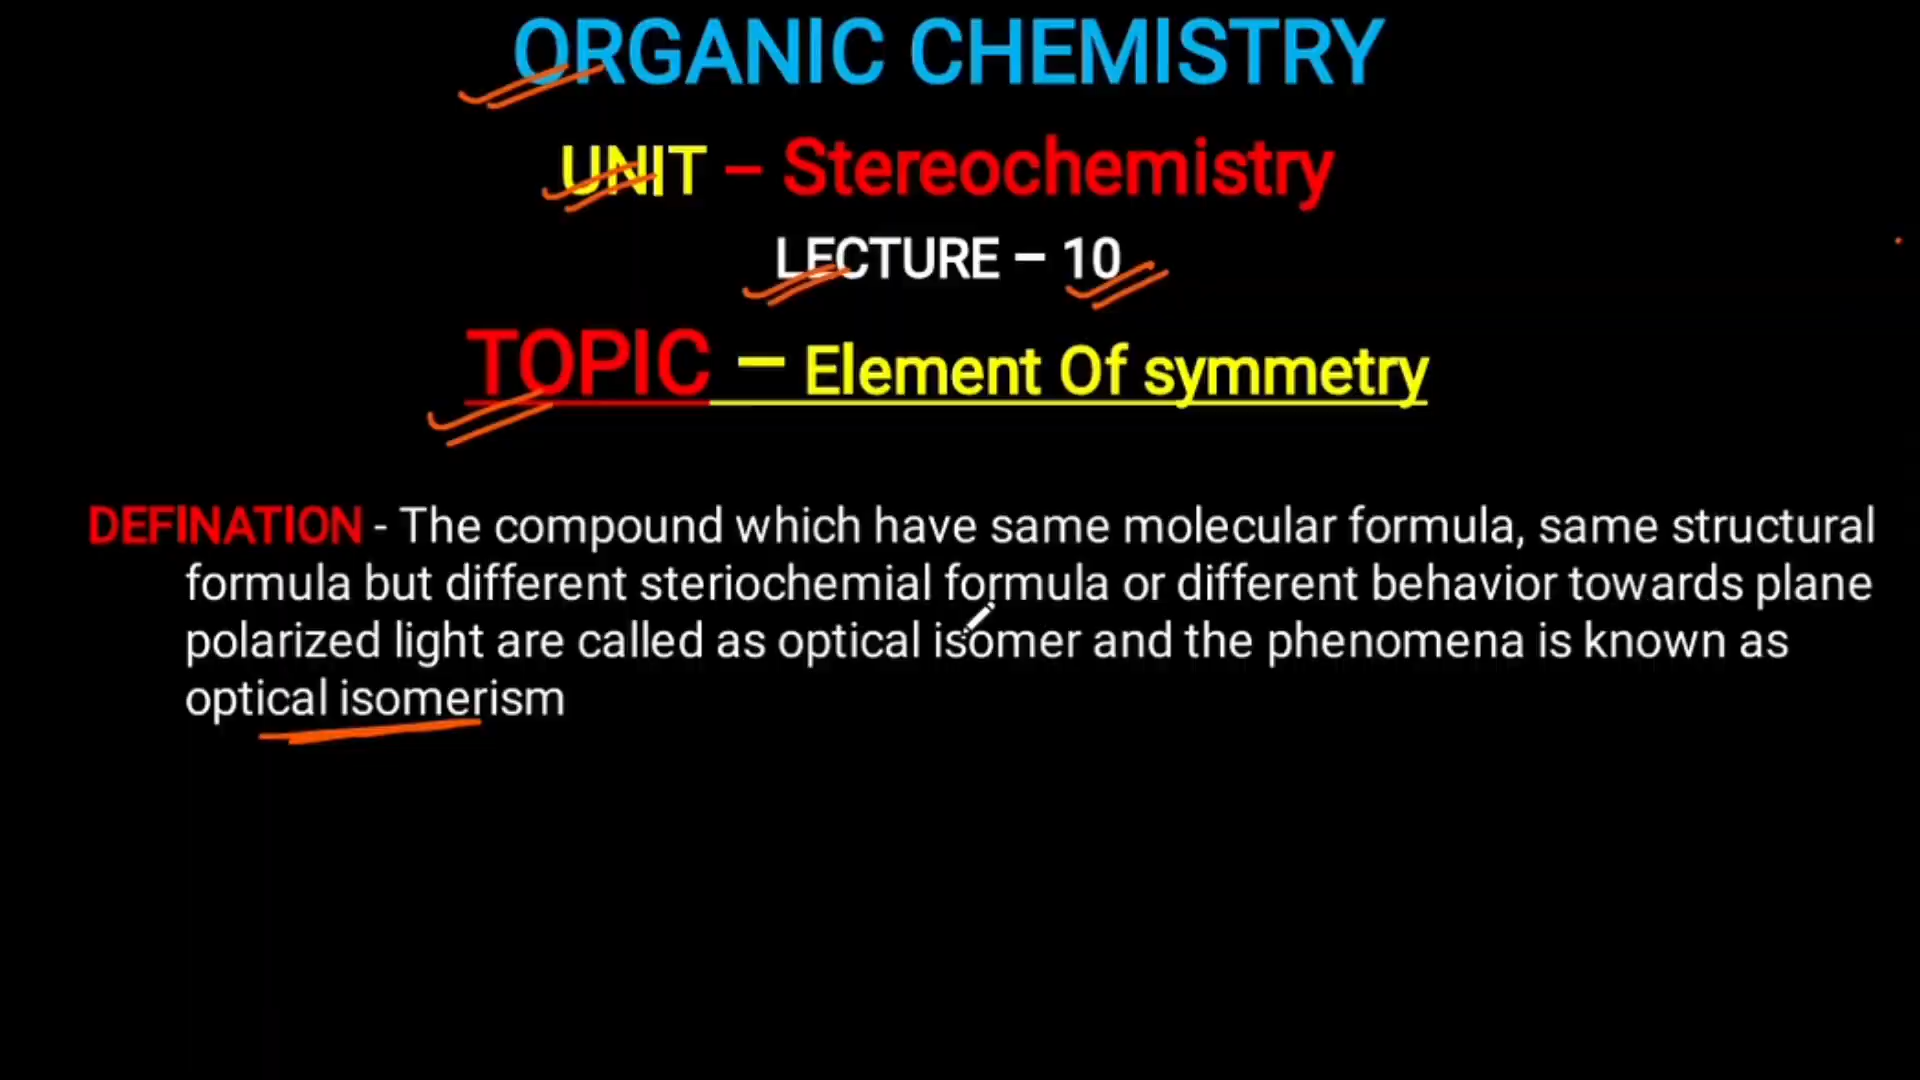 ORGANIC CHEMISTRY
UNIT – Stereochemistry
LECTURE – 10
TOPIC – Element Of symmetry
DEFINATION - The compound which have same molecular formula, same structural
formula but different steriochemial formula or different behavior towards plane
polarized light are called as optical isomer and the phenomena is known as
optical isomerism